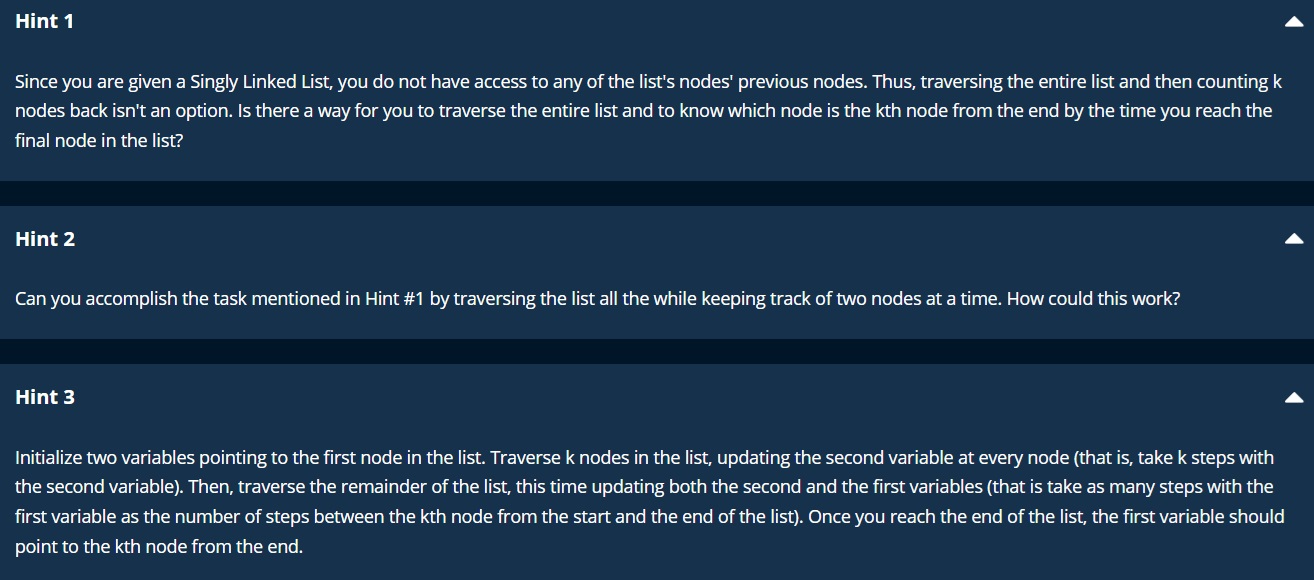 Hint 1
Since you are given a Singly Linked List, you do not have access to any of the list's nodes' previous nodes. Thus, traversing the entire list and then counting k
nodes back isn't an option. Is there a way for you to traverse the entire list and to know which node is the kth node from the end by the time you reach the
final node in the list?
Hint 2
Can you accomplish the task mentioned in Hint #1 by traversing the list all the while keeping track of two nodes at a time. How could this work?
Hint 3
Initialize two variables pointing to the first node in the list. Traverse k nodes in the list, updating the second variable at every node (that is, take k steps with
the second variable). Then, traverse the remainder of the list, this time updating both the second and the first variables (that is take as many steps with the
first variable as the number of steps between the kth node from the start and the end of the list). Once you reach the end of the list, the first variable should
point to the kth node from the end.